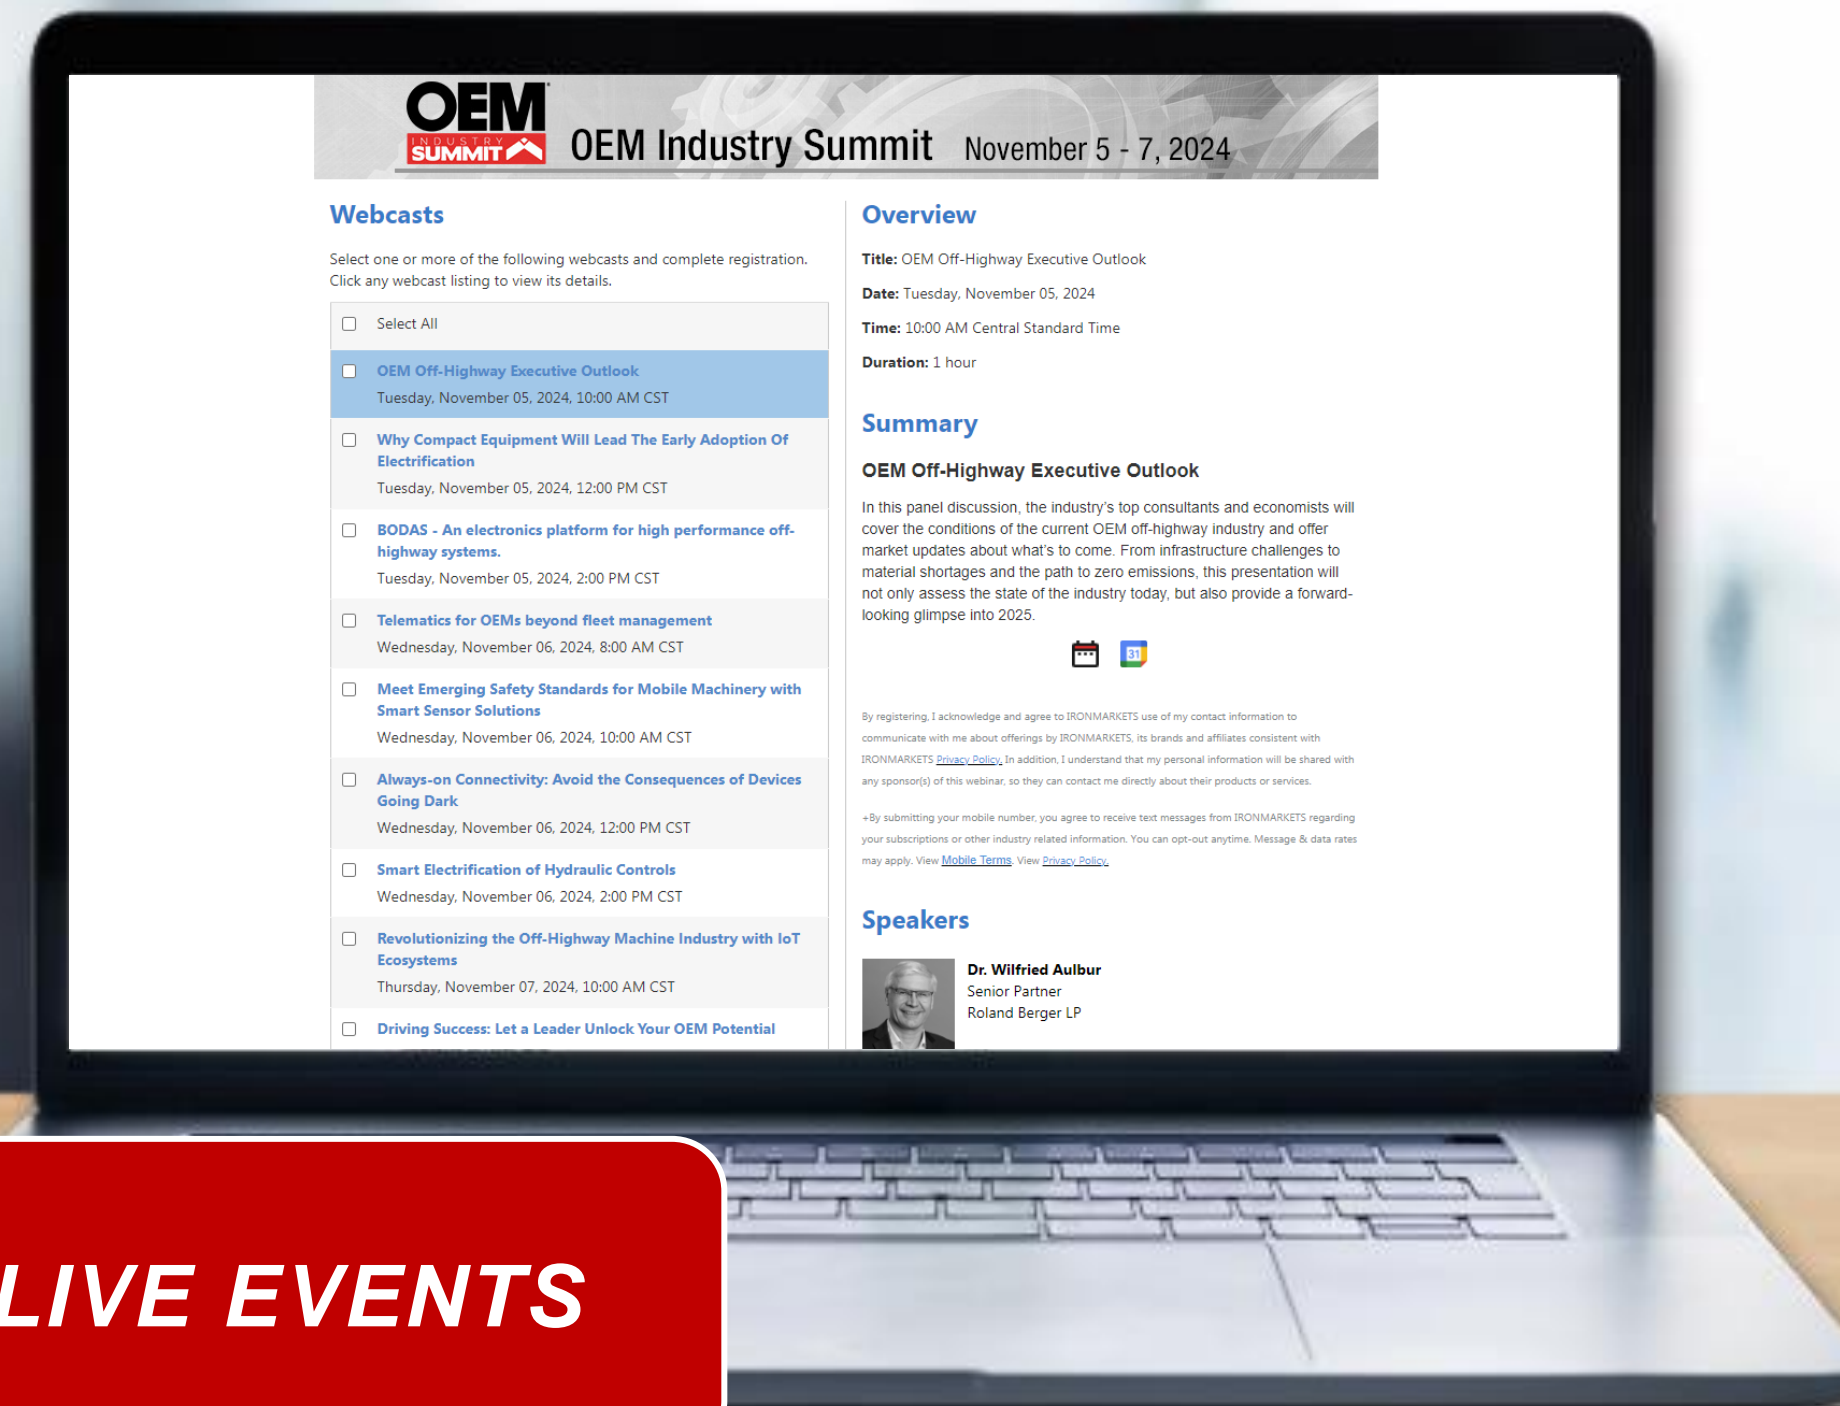 OEM
INDUSTRY
SUMMIT
OEM Industry Summit November 5 - 7, 2024
Webcasts
Select one or more of the following webcasts and complete registration.
Click any webcast listing to view its details.
Select All
OEM Off-Highway Executive Outlook
Tuesday, November 05, 2024, 10:00 AM CST
Why Compact Equipment Will Lead The Early Adoption Of
Electrification
Tuesday, November 05, 2024, 12:00 PM CST
BODAS - An electronics platform for high performance off-
highway systems.
Tuesday, November 05, 2024, 2:00 PM CST
Telematics for OEMs beyond fleet management
Wednesday, November 06, 2024, 8:00 AM CST
Meet Emerging Safety Standards for Mobile Machinery with
Smart Sensor Solutions
Wednesday, November 06, 2024, 10:00 AM CST
Always-on Connectivity: Avoid the Consequences of Devices
Going Dark
Wednesday, November 06, 2024, 12:00 PM CST
Smart Electrification of Hydraulic Controls
Wednesday, November 06, 2024, 2:00 PM CST
Revolutionizing the Off-Highway Machine Industry with IoT
Ecosystems
Thursday, November 07, 2024, 10:00 AM CST
Driving Success: Let a Leader Unlock Your OEM Potential
Overview
Title: OEM Off-Highway Executive Outlook
Date: Tuesday, November 05, 2024
Time: 10:00 AM Central Standard Time
Duration: 1 hour
Summary
OEM Off-Highway Executive Outlook
In this panel discussion, the industry's top consultants and economists will
cover the conditions of the current OEM off-highway industry and offer
market updates about what's to come. From infrastructure challenges to
material shortages and the path to zero emissions, this presentation will
not only assess the state of the industry today, but also provide a forward-
looking glimpse into 2025.
31
By registering, I acknowledge and agree to IRONMARKETS use of my contact information to
communicate with me about offerings by IRONMARKETS, its brands and affiliates consistent with
IRONMARKETS Privacy Policy. In addition, I understand that my personal information will be shared with
any sponsor(s) of this webinar, so they can contact me directly about their products or services.
+By submitting your mobile number, you agree to receive text messages from IRONMARKETS regarding
your subscriptions or other industry related information. You can opt-out anytime. Message & data rates
may apply. View Mobile Terms. View Privacy Policy.
Speakers
Dr. Wilfried Aulbur
Senior Partner
Roland Berger LP
LIVE EVENTS